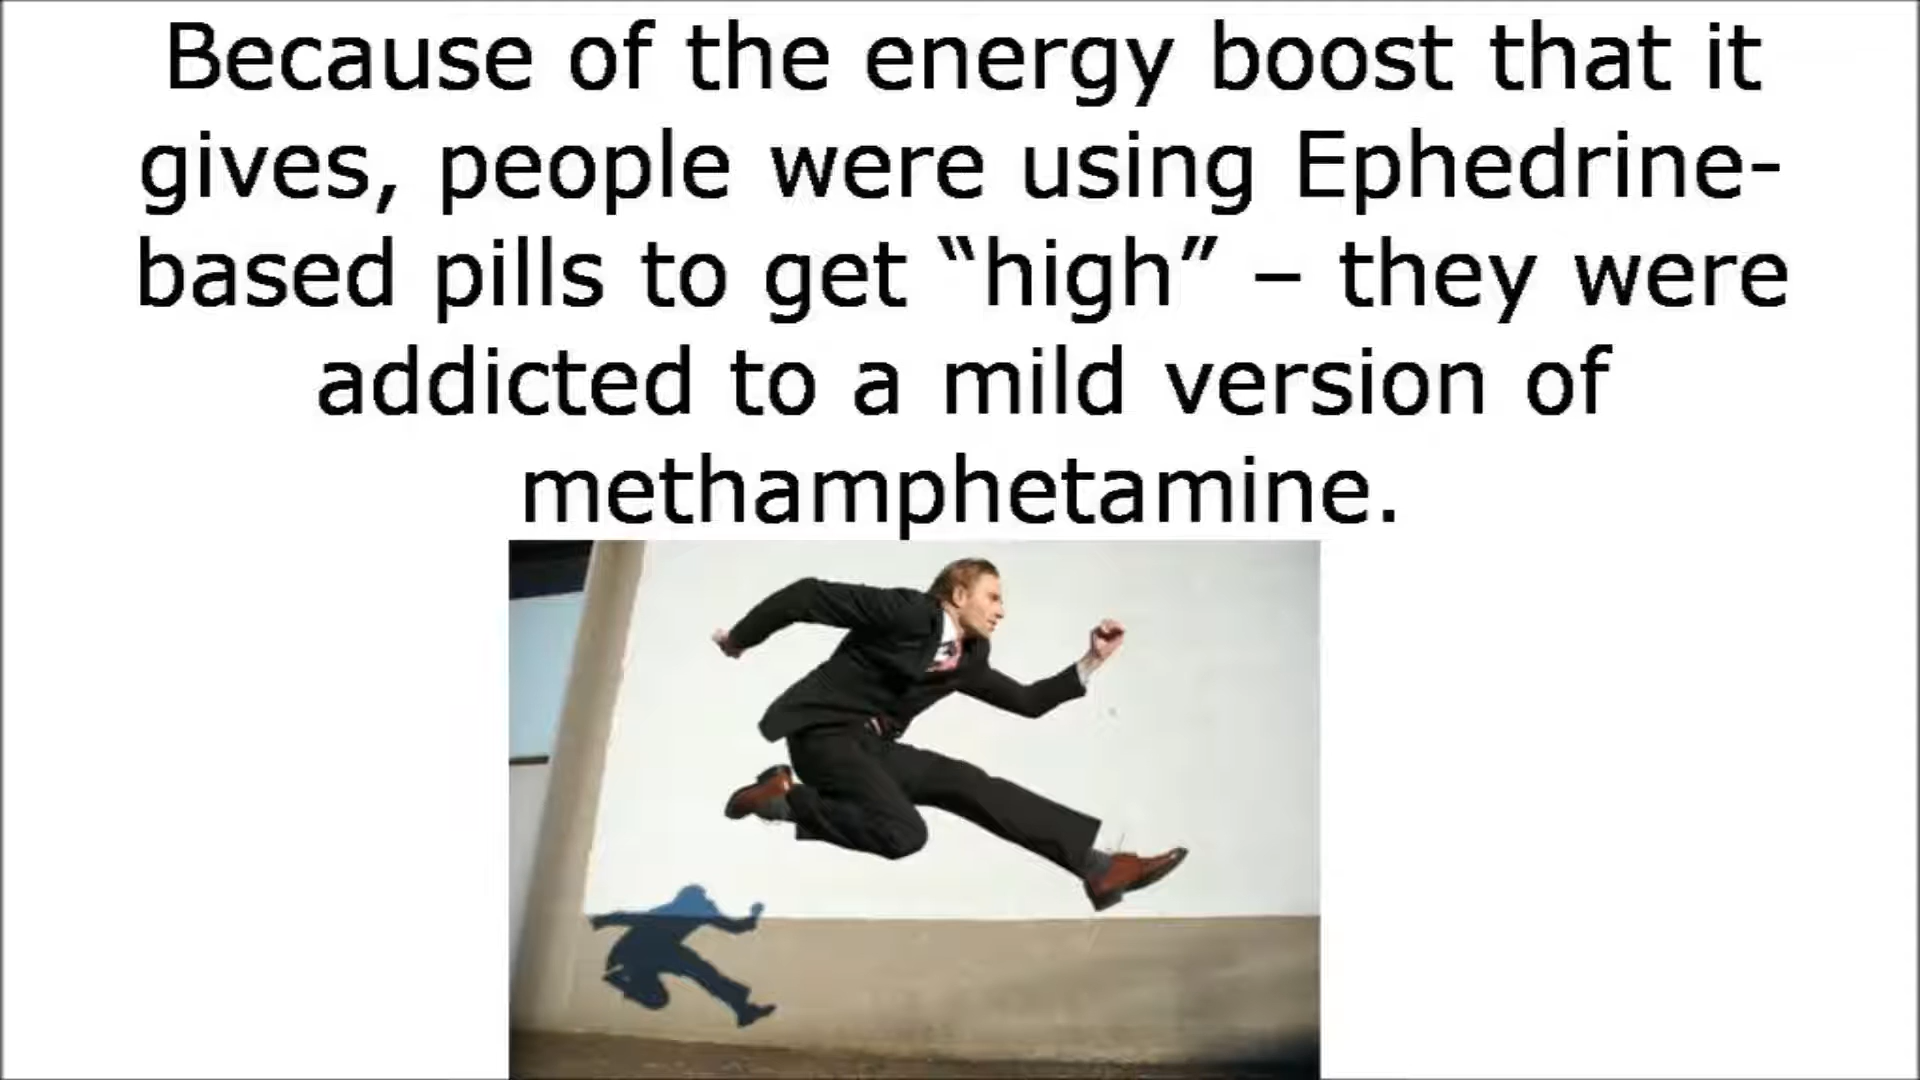 Because of the energy boost that it
gives, people were using Ephedrine-
based pills to get “high” – they were
addicted to a mild version of
methamphetamine.